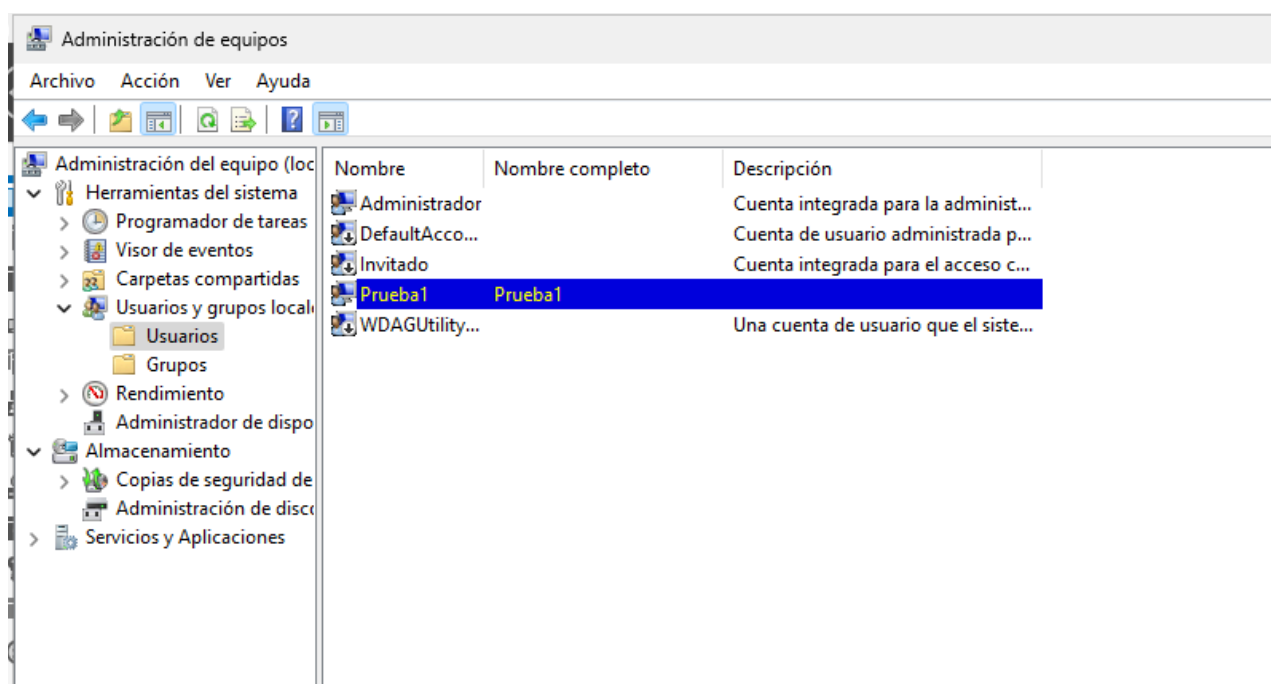 Administración de equipos
Archivo Acción Ver Ayuda
Administración del equipo (loc
Herramientas del sistema
Programador de tareas
Visor de eventos
Carpetas compartidas
Usuarios y grupos local
Usuarios
Grupos
Rendimiento
Administrador de dispo
Almacenamiento
Copias de seguridad de
Administración de disco
Servicios y Aplicaciones
Nombre Nombre completo Descripción
Administrador Cuenta integrada para la administ...
DefaultAcco... Cuenta de usuario administrada p...
Invitado Cuenta integrada para el acceso c...
Prueba1 Prueba1
WDAGUtility... Una cuenta de usuario que el siste...